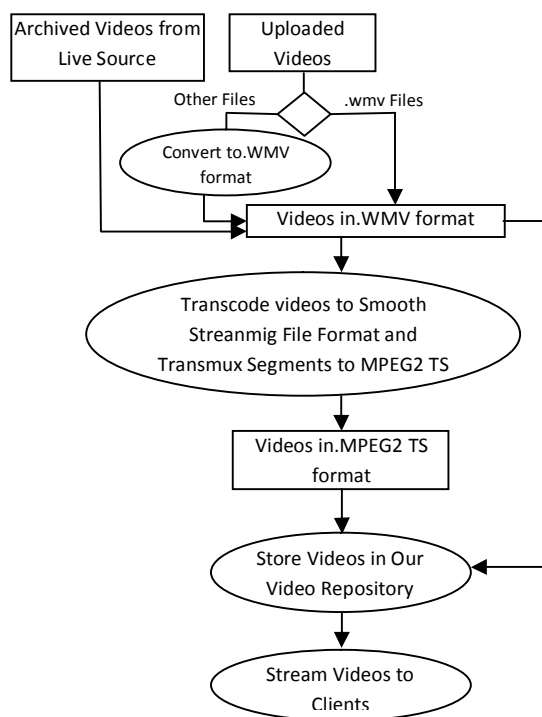 Archived Videos from
Live Source
Uploaded
Videos
Other Files
.wmv Files
Convert to.WMV
format
Videos in.WMV format
Transcode videos to Smooth
Streanmig File Format and
Transmux Segments to MPEG2 TS
Videos in.MPEG2 TS
format
Store Videos in Our
Video Repository
Stream Videos to
Clients